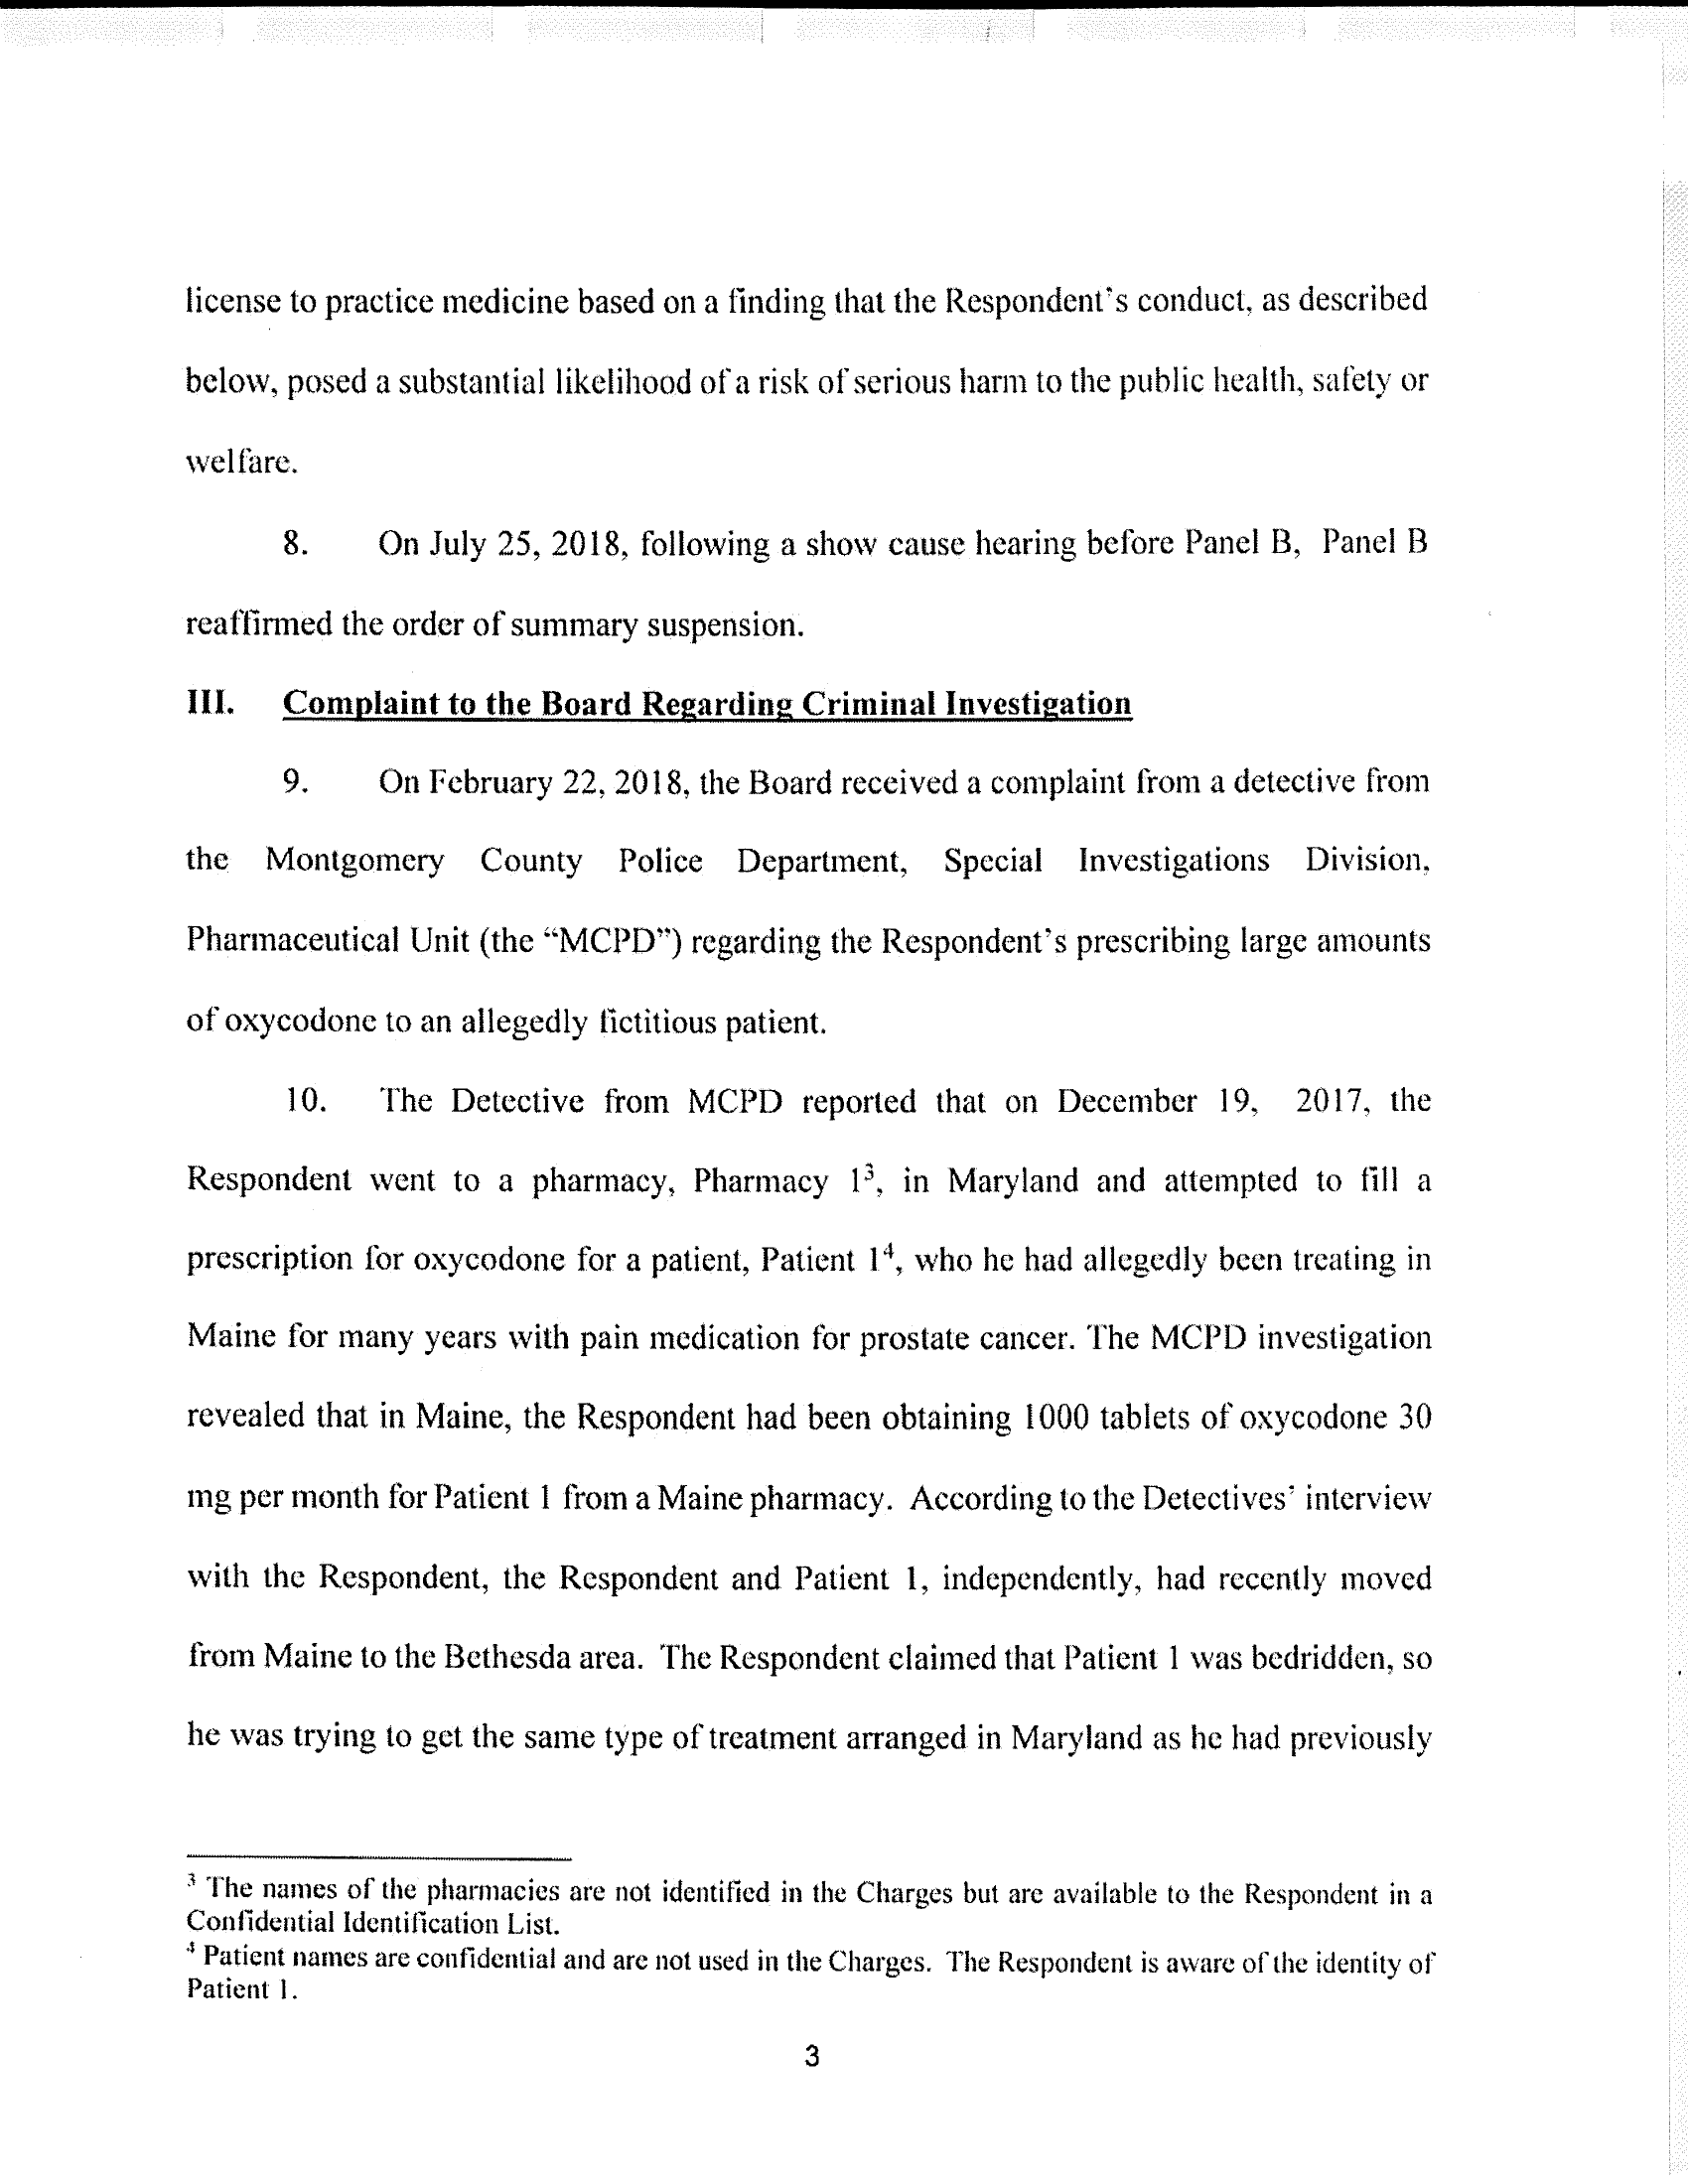 license to practice medicine based on a finding that the Respondent's conduct, as described
below, posed a substantial likelihood of a risk of serious harm to the public health, safety or
welfare.
8. On July 25, 2018, following a show cause hearing before Panel B, Panel B
reaffirmed the order of summary suspension.
III. Complaint to the Board Regarding Criminal Investigation
9. On February 22, 2018, the Board received a complaint from a detective from
the Montgomery County Police Department, Special Investigations Division,
Pharmaceutical Unit (the “MCPD”) regarding the Respondent's prescribing large amounts
of oxycodone to an allegedly fictitious patient.
10. The Detective from MCPD reported that on December 19, 2017, the
Respondent went to a pharmacy, Pharmacy 1³, in Maryland and attempted to fill a
prescription for oxycodone for a patient, Patient 1⁴, who he had allegedly been treating in
Maine for many years with pain medication for prostate cancer. The MCPD investigation
revealed that in Maine, the Respondent had been obtaining 1000 tablets of oxycodone 30
mg per month for Patient 1 from a Maine pharmacy. According to the Detectives' interview
with the Respondent, the Respondent and Patient 1, independently, had recently moved
from Maine to the Bethesda area. The Respondent claimed that Patient 1 was bedridden, so
he was trying to get the same type of treatment arranged in Maryland as he had previously
³ The names of the pharmacies are not identified in the Charges but are available to the Respondent in a
Confidential Identification List.
⁴ Patient names are confidential and are not used in the Charges. The Respondent is aware of the identity of
Patient 1.
3